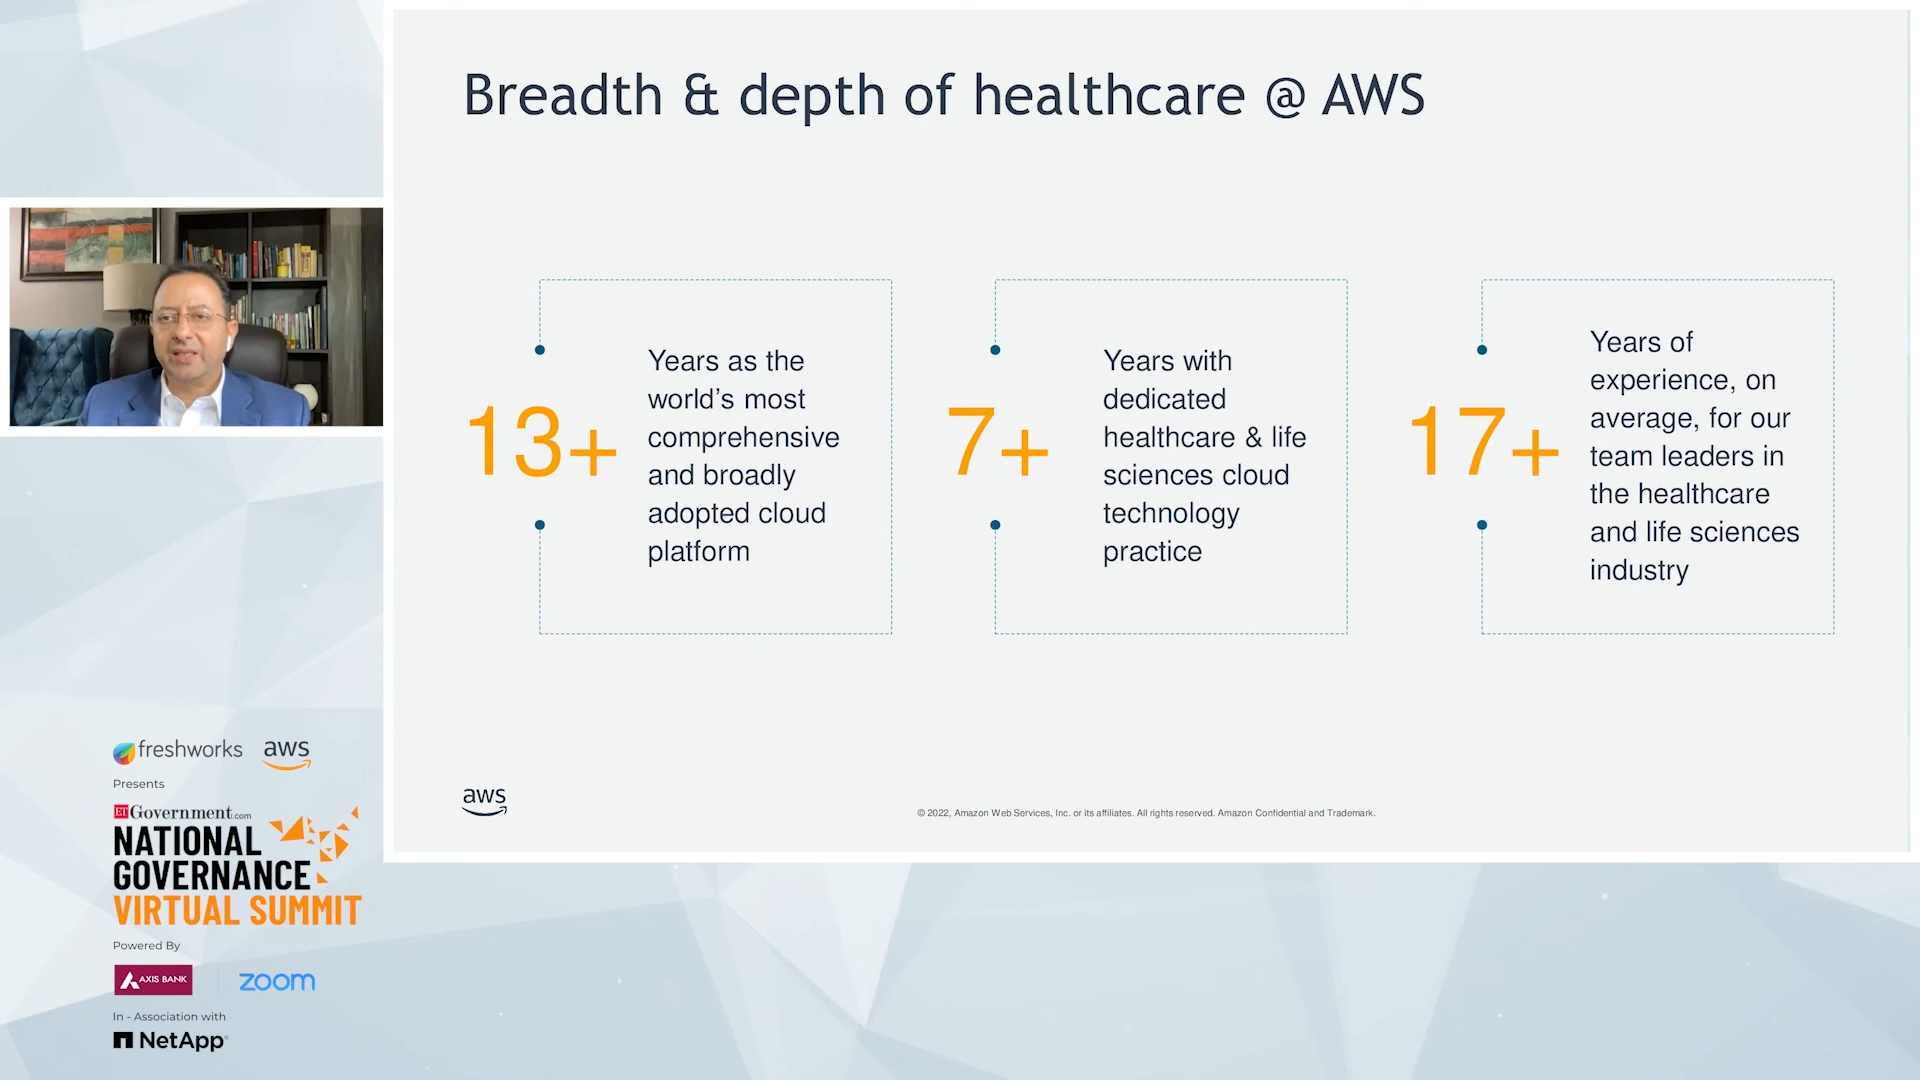 Breadth & depth of healthcare @ AWS
13+
Years as the
world’s most
comprehensive
and broadly
adopted cloud
platform
7+
Years with
dedicated
healthcare & life
sciences cloud
technology
practice
17+
Years of
experience, on
average, for our
team leaders in
the healthcare
and life sciences
industry
aws
© 2022, Amazon Web Services, Inc. or its affiliates. All rights reserved. Amazon Confidential and Trademark.
freshworks aws
Presents
ET Government.com
NATIONAL
GOVERNANCE
VIRTUAL SUMMIT
Powered By
AXIS BANK zoom
In - Association with
NetApp